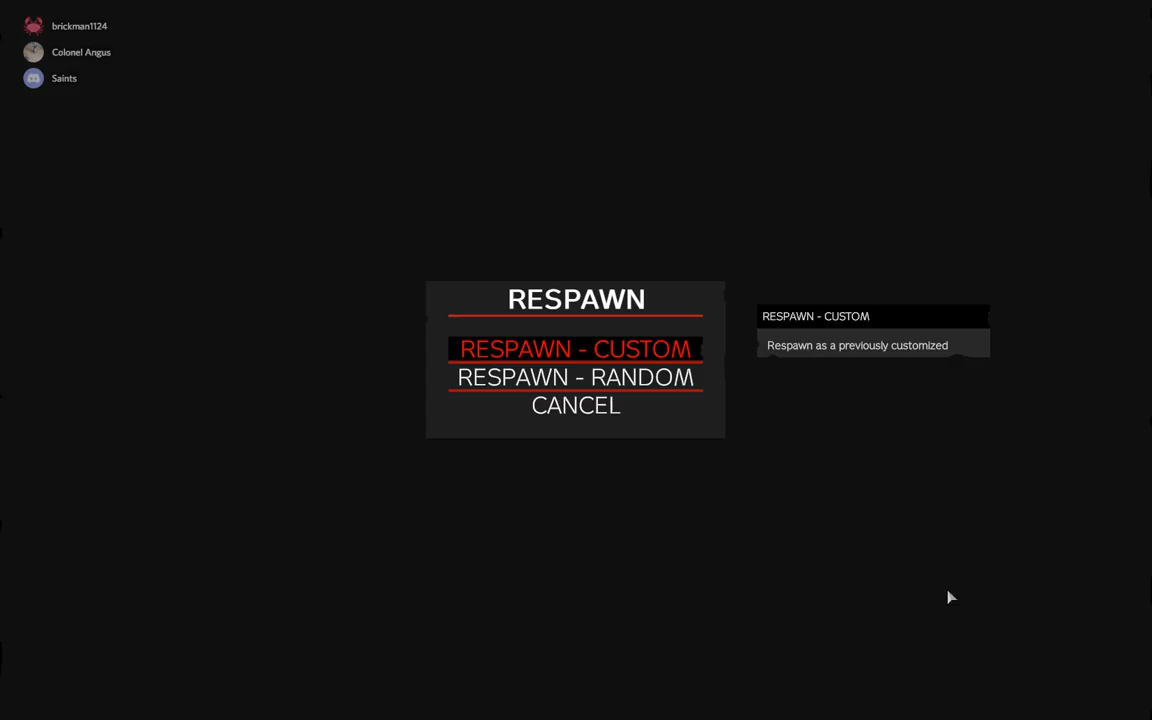 brickman1124
Colonel Angus
Saints
RESPAWN
RESPAWN - CUSTOM
RESPAWN - RANDOM
CANCEL
RESPAWN - CUSTOM
Respawn as a previously customized